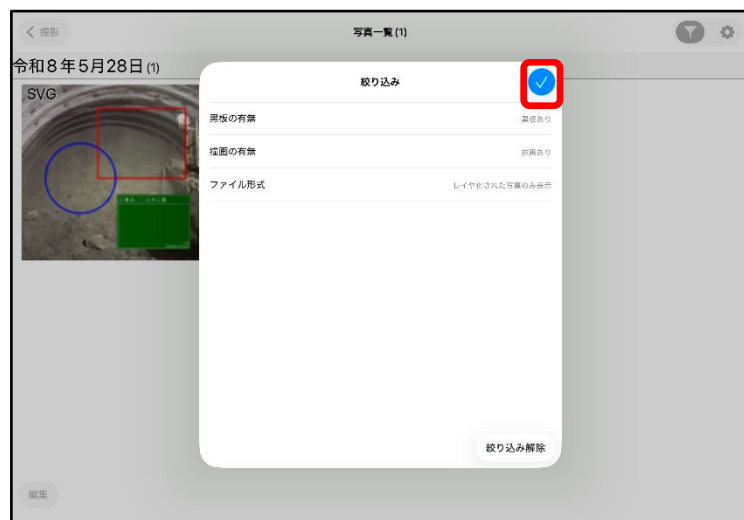 撮影
写真一覧 (1)
令和8年5月28日 (1)
SVG
絞り込み
黒板の有無
黒板あり
描画の有無
描画あり
ファイル形式
レイヤ化された写真のみ表示
絞り込み解除
編集